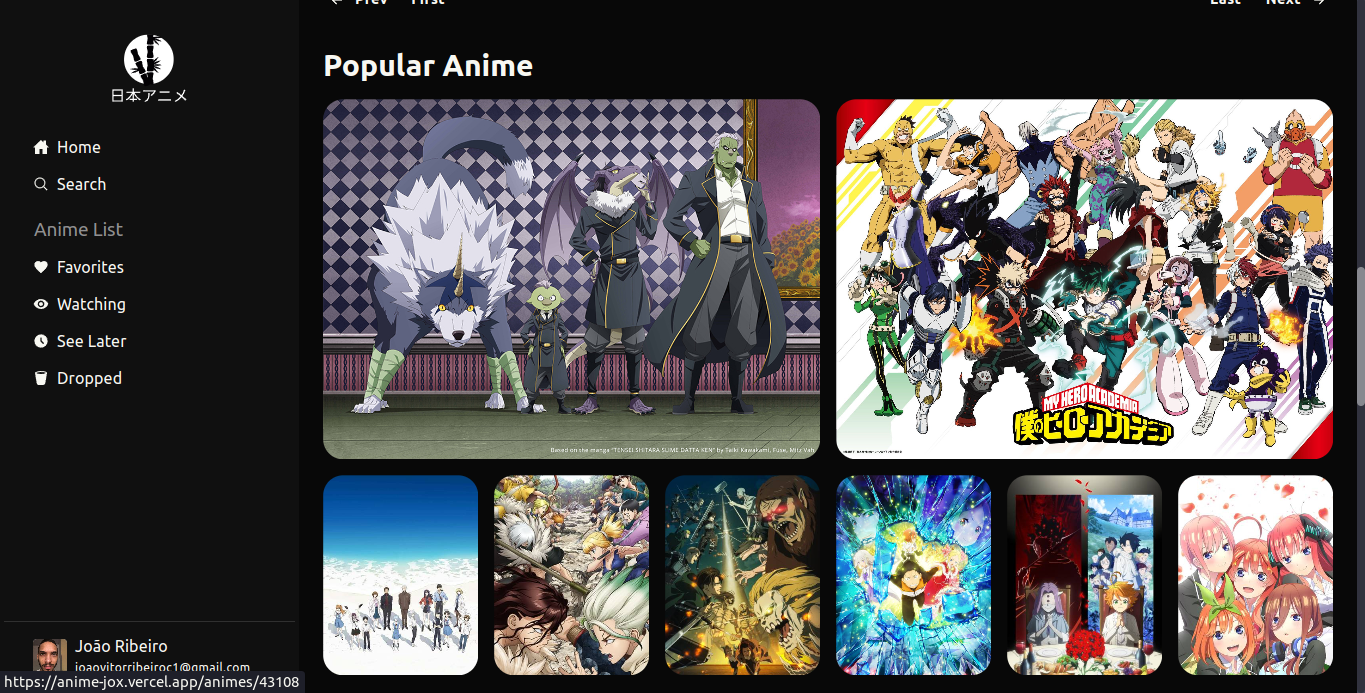 Prev First
Last Next
日本アニメ
Home
Search
Anime List
Favorites
Watching
See Later
Dropped
João Ribeiro
joaovitorribeiroc1@gmail.com
https://anime-jox.vercel.app/animes/43108
Popular Anime
Based on the manga "TENSEI SHITARA SLIME DATTA KEN" by Taiki Kawakami, Fuse, Mitz Vah
MY HERO ACADEMIA
僕のヒーローアカデミア